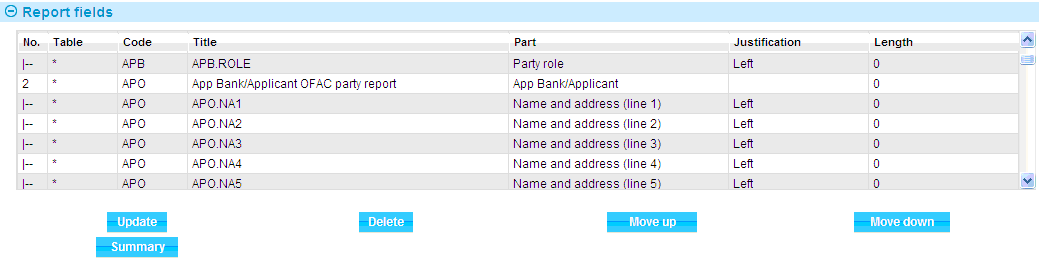 Report fields
No. Table Code Title Part Justification Length
|-- * APB APB.ROLE Party role Left 0
2 * APO App Bank/Applicant OFAC party report App Bank/Applicant 0
|-- * APO APO.NA1 Name and address (line 1) Left 0
|-- * APO APO.NA2 Name and address (line 2) Left 0
|-- * APO APO.NA3 Name and address (line 3) Left 0
|-- * APO APO.NA4 Name and address (line 4) Left 0
|-- * APO APO.NA5 Name and address (line 5) Left 0
Update Delete Move up Move down
Summary